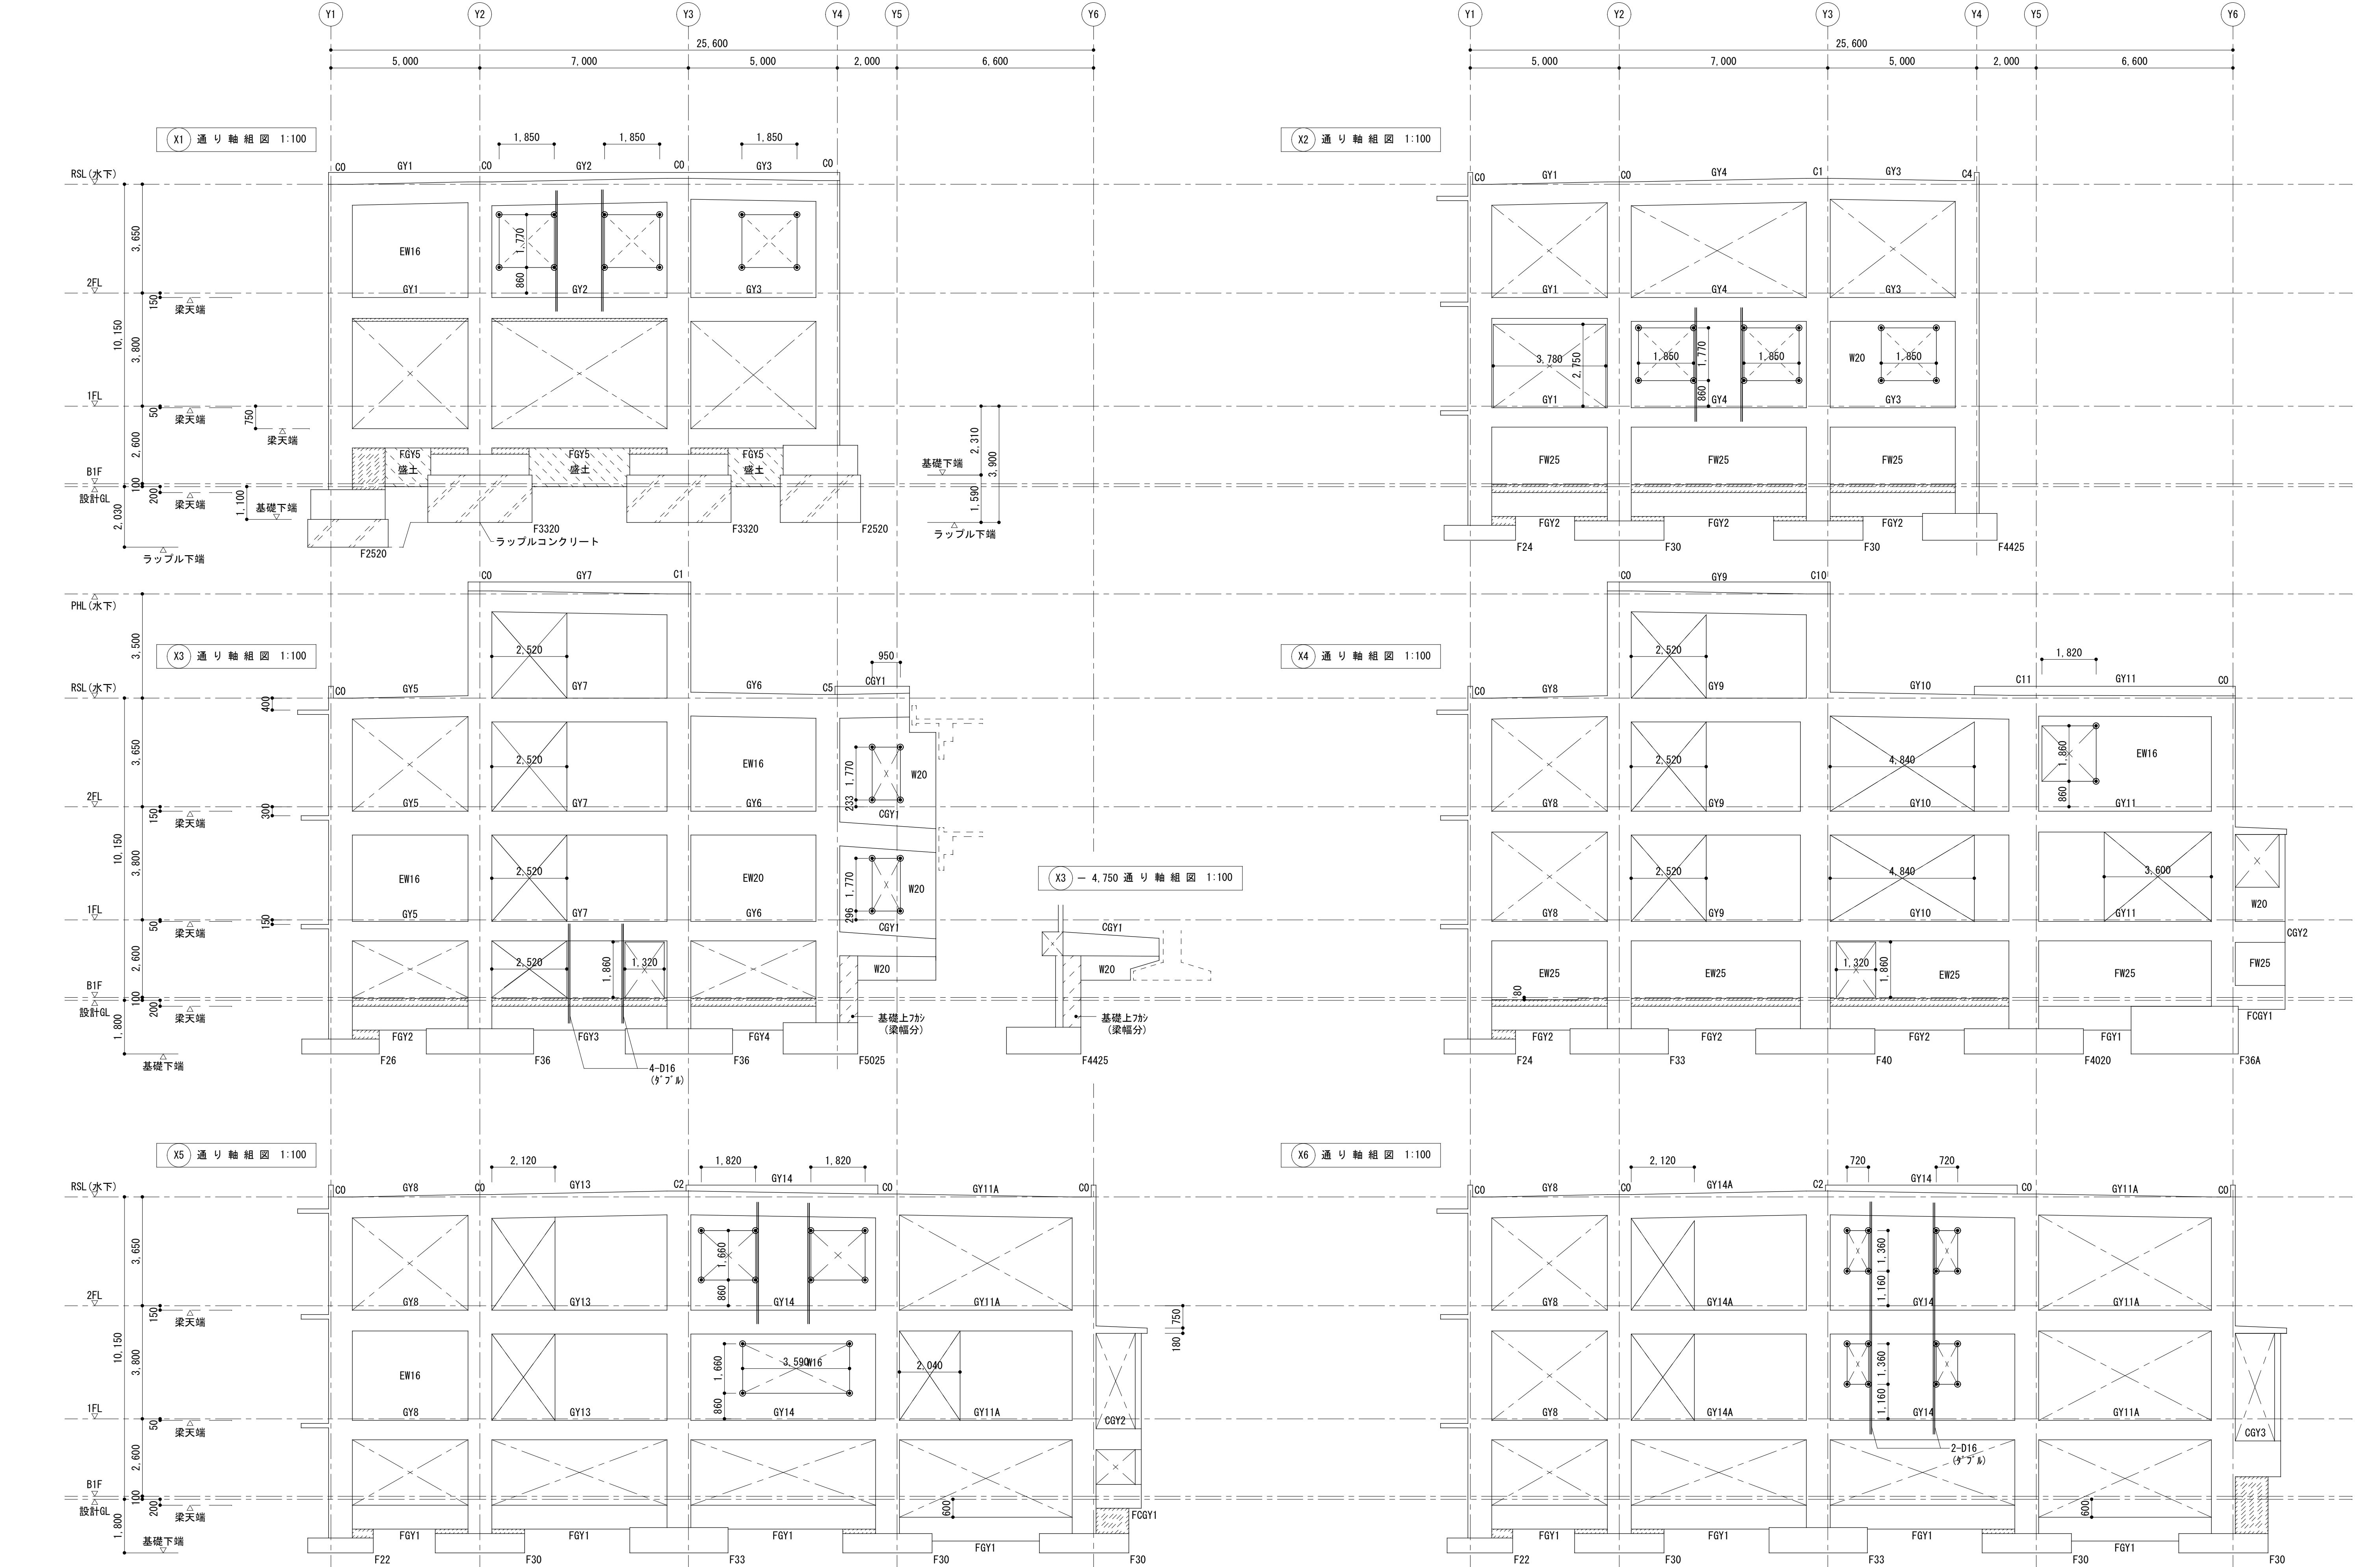 Y1 Y2 Y3 Y4 Y5 Y6
25,600
5,000 7,000 5,000 2,000 6,600
X1 通り軸組図 1:100
1,850 1,850 1,850
C0 GY1 C0 GY2 C0 GY3 C0
RSL(水下)
3,650
1,770
860
EW16
GY1 GY2 GY3
2FL
150
梁天端
10,150
3,800
1FL
50
梁天端
750
梁天端
2,600
FGY5 FGY5 FGY5
盛土 盛土 盛土
B1F
設計GL
100
200
梁天端
1,100
基礎下端
2,030
ラップル下端
F2520 F3320 F3320 F2520
ラップルコンクリート
2,310
3,900
1,590
基礎下端
ラップル下端
Y1 Y2 Y3 Y4 Y5 Y6
25,600
5,000 7,000 5,000 2,000 6,600
X2 通り軸組図 1:100
C0 GY1 C0 GY4 C1 GY3 C4
GY1 GY4 GY3
3,780 2,750
1,850 1,770 1,850
860
W20 1,850
GY1 GY4 GY3
FW25 FW25 FW25
FGY2 FGY2 FGY2
F24 F30 F30 F4425
X3 通り軸組図 1:100
PHL(水下)
3,500
C0 GY7 C1
2,520
950
CGY1
RSL(水下)
400
C0 GY5 GY7 GY6 C5
3,650
2,520
EW16
1,770
W20
233
CGY1
2FL
150
梁天端
300
GY5 GY7 GY6
10,150
3,800
EW16
2,520
EW20
1,770
W20
296
CGY1
1FL
50
梁天端
150
GY5 GY7 GY6
2,600
2,520
1,860
1,320
W20
B1F
設計GL
100
200
梁天端
1,800
基礎下端
FGY2 FGY3 FGY4
F26 F36 F36 F5025
4-D16
(ダブル)
基礎上フカシ
(梁幅分)
X3 − 4,750 通り軸組図 1:100
CGY1
W20
基礎上フカシ
(梁幅分)
F4425
X4 通り軸組図 1:100
C0 GY9 C10
2,520
1,820
C0 GY8 GY9 GY10 C11 GY11 C0
2,520 4,840
1,860
EW16
860
GY8 GY9 GY10 GY11
2,520 4,840 3,600
W20
GY8 GY9 GY10 GY11
CGY2
EW25 EW25
1,320
1,860
EW25 FW25 FW25
80
FGY2 FGY2 FGY2 FGY1 FCGY1
F24 F33 F40 F4020 F36A
X5 通り軸組図 1:100
2,120 1,820 1,820
GY14
RSL(水下)
C0 GY8 C0 GY13 C2 C0 GY11A C0
3,650
1,660
860
2FL
150
梁天端
GY8 GY13 GY14 GY11A
750
180
10,150
3,800
EW16
1,660
3,590 W16
860
2,040
1FL
50
梁天端
GY8 GY13 GY14 GY11A
CGY2
2,600
B1F
設計GL
100
200
梁天端
600
1,800
基礎下端
FGY1 FGY1 FGY1 FGY1 FCGY1
F22 F30 F33 F30 F30
X6 通り軸組図 1:100
2,120 720 720
GY14
C0 GY8 C0 GY14A C2 C0 GY11A C0
1,360
1,160
GY8 GY14A GY14 GY11A
1,360
1,160
GY8 GY14A GY14 GY11A
CGY3
2-D16
(ダブル)
600
FGY1 FGY1 FGY1 FGY1
F22 F30 F33 F30 F30